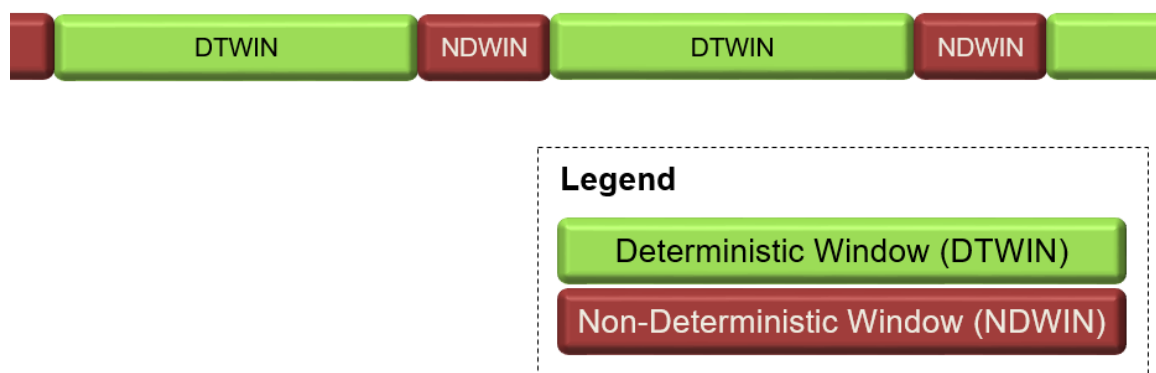 DTWIN NDWIN DTWIN NDWIN
Legend
Deterministic Window (DTWIN)
Non-Deterministic Window (NDWIN)